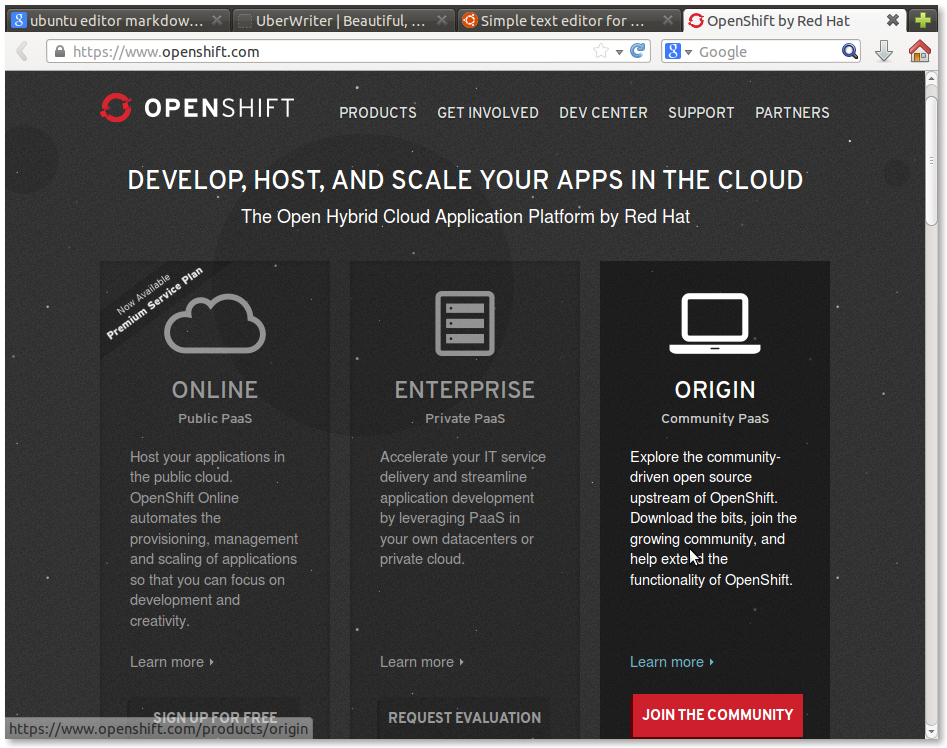 ubuntu editor markdow...
UberWriter | Beautiful, ...
Simple text editor for ...
OpenShift by Red Hat
https://www.openshift.com
Google
OPENSHIFT
PRODUCTS
GET INVOLVED
DEV CENTER
SUPPORT
PARTNERS
DEVELOP, HOST, AND SCALE YOUR APPS IN THE CLOUD
The Open Hybrid Cloud Application Platform by Red Hat
Now Available
Premium Service Plan
ONLINE
Public PaaS
Host your applications in
the public cloud.
OpenShift Online
automates the
provisioning, management
and scaling of applications
so that you can focus on
development and
creativity.
Learn more
SIGN UP FOR FREE
ENTERPRISE
Private PaaS
Accelerate your IT service
delivery and streamline
application development
by leveraging PaaS in
your own datacenters or
private cloud.
Learn more
REQUEST EVALUATION
ORIGIN
Community PaaS
Explore the community-
driven open source
upstream of OpenShift.
Download the bits, join the
growing community, and
help extend the
functionality of OpenShift.
Learn more
JOIN THE COMMUNITY
https://www.openshift.com/products/origin